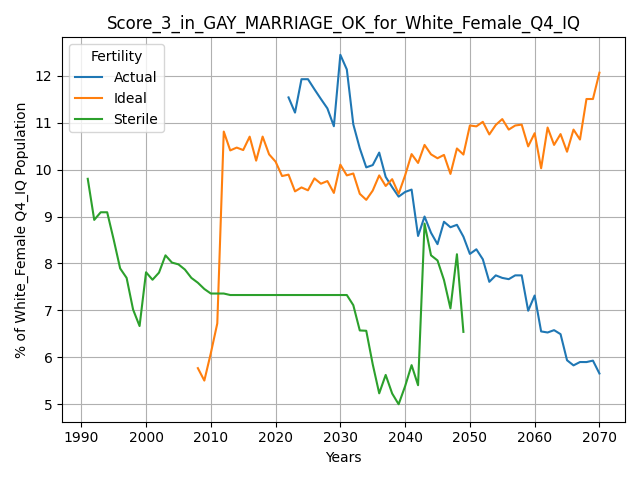 Score_3_in_GAY_MARRIAGE_OK_for_White_Female_Q4_IQ
Fertility
Actual
Ideal
Sterile
% of White_Female Q4_IQ Population
12
11
10
9
8
7
6
5
1990 2000 2010 2020 2030 2040 2050 2060 2070
Years